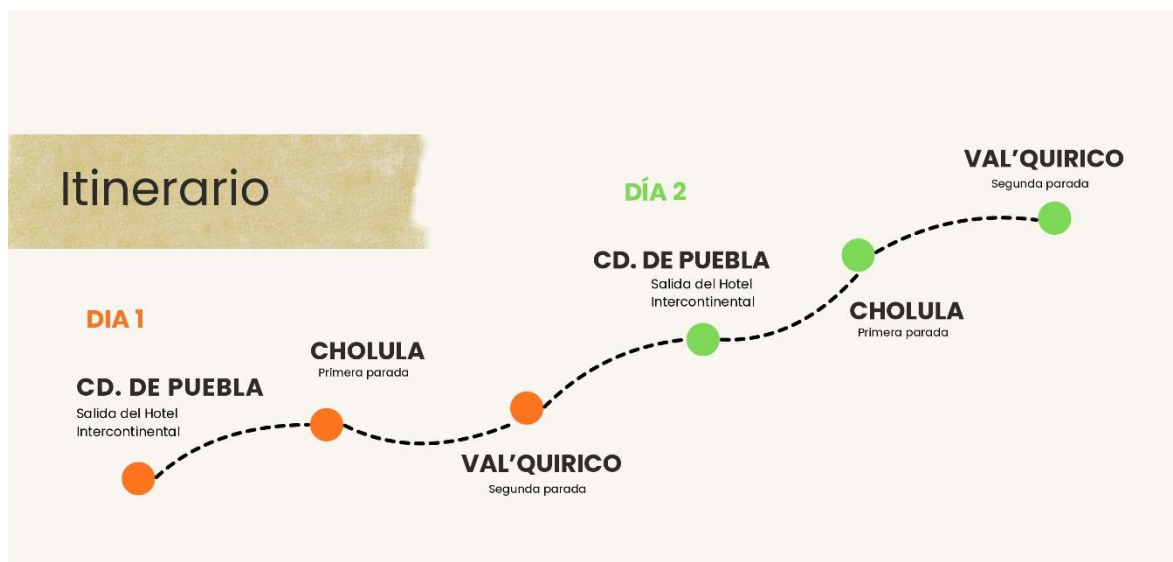 Itinerario
DIA 1
CD. DE PUEBLA
Salida del Hotel
Intercontinental
CHOLULA
Primera parada
VAL'QUIRICO
Segunda parada
DÍA 2
CD. DE PUEBLA
Salida del Hotel
Intercontinental
CHOLULA
Primera parada
VAL'QUIRICO
Segunda parada